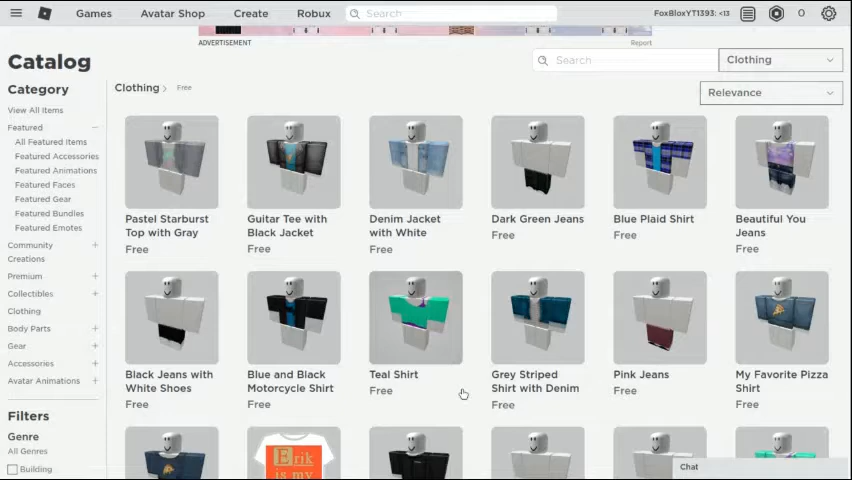 Games Avatar Shop Create Robux Search FoxBloxYT1393: <13 0
ADVERTISEMENT Report
Catalog
Search Clothing
Category
Clothing Free
Relevance
View All Items
Featured
All Featured Items
Featured Accessories
Featured Animations
Featured Faces
Featured Gear
Featured Bundles
Featured Emotes
Community
Creations
Premium
Collectibles
Clothing
Body Parts
Gear
Accessories
Avatar Animations
Filters
Genre
All Genres
Building
Pastel Starburst
Top with Gray
Free
Guitar Tee with
Black Jacket
Free
Denim Jacket
with White
Free
Dark Green Jeans
Free
Blue Plaid Shirt
Free
Beautiful You
Jeans
Free
Black Jeans with
White Shoes
Free
Blue and Black
Motorcycle Shirt
Free
Teal Shirt
Free
Grey Striped
Shirt with Denim
Free
Pink Jeans
Free
My Favorite Pizza
Shirt
Free
Erik
is my
Chat